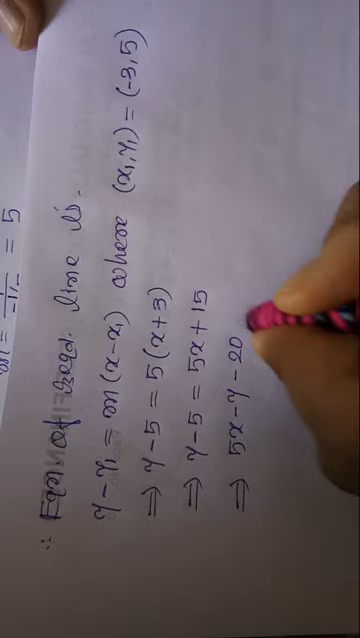 m = 1/-1/- = 5
∴ Eqn of reqd. line is.
y - y₁ = m(x - x₁) where (x₁, y₁) = (-3, 5)
⇒ y - 5 = 5(x + 3)
⇒ y - 5 = 5x + 15
⇒ 5x - y - 20